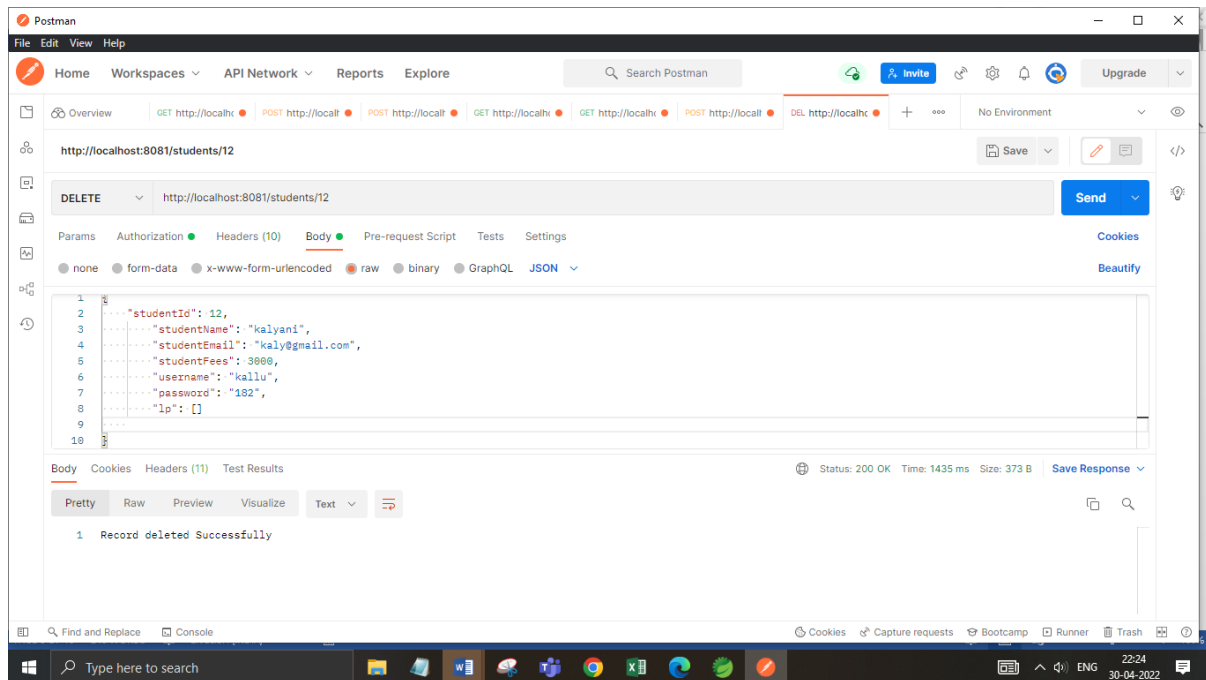 Postman
File Edit View Help
Home Workspaces API Network Reports Explore Search Postman Invite Upgrade
Overview GET http://localhc POST http://localh POST http://localh GET http://localhc GET http://localhc POST http://localh DEL http://localhc + ooo No Environment
http://localhost:8081/students/12 Save </>
DELETE http://localhost:8081/students/12 Send
Params Authorization Headers (10) Body Pre-request Script Tests Settings Cookies
none form-data x-www-form-urlencoded raw binary GraphQL JSON Beautify
1 {
2 "studentId": 12,
3 "studentName": "kalyani",
4 "studentEmail": "kaly@gmail.com",
5 "studentFees": 3000,
6 "username": "kallu",
7 "password": "182",
8 "lp": []
9
10 }
Body Cookies Headers (11) Test Results Status: 200 OK Time: 1435 ms Size: 373 B Save Response
Pretty Raw Preview Visualize Text
1 Record deleted Successfully
Find and Replace Console Cookies Capture requests Bootcamp Runner Trash
Type here to search ENG 22:24
30-04-2022